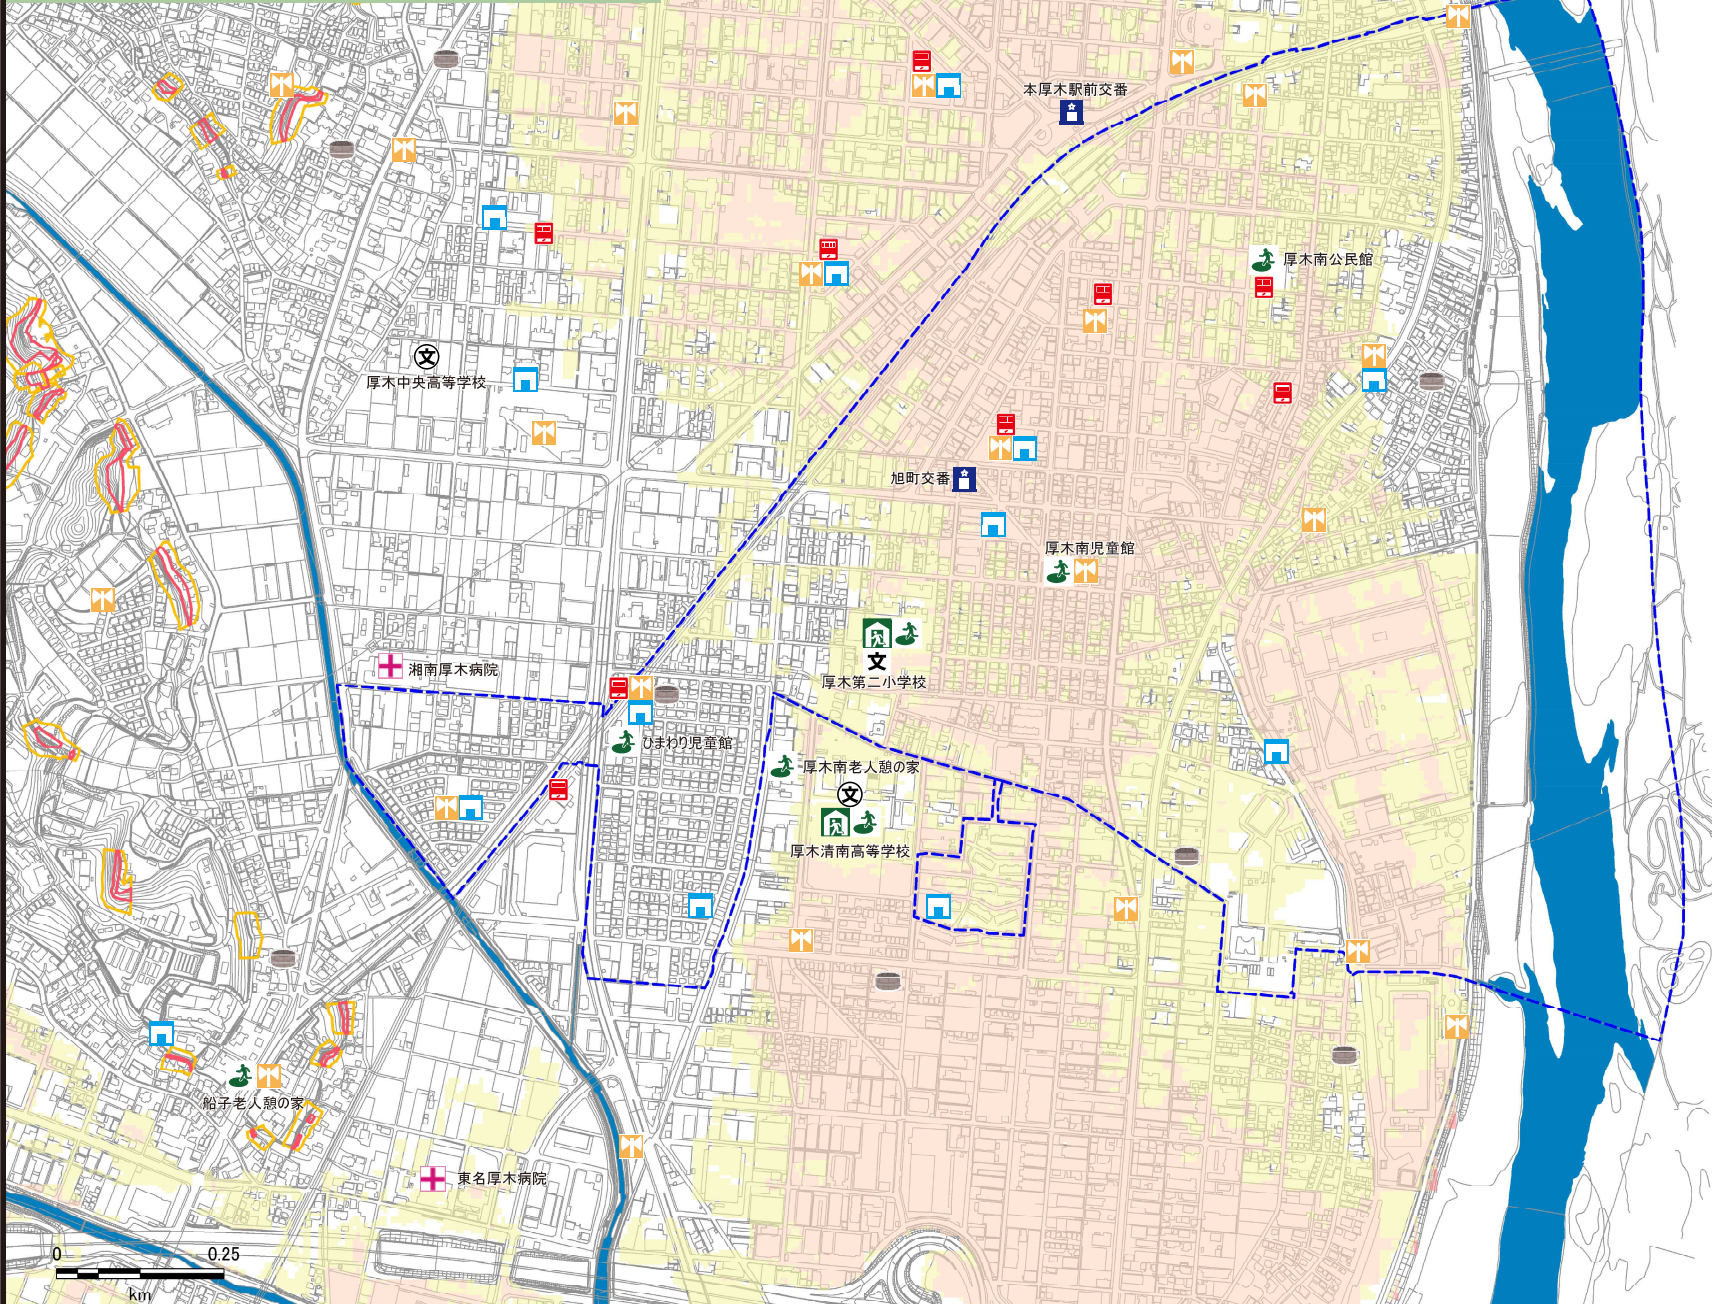 本厚木駅前交番
厚木南公民館
厚木中央高等学校
旭町交番
厚木南児童館
湘南厚木病院
文
厚木第二小学校
ひまわり児童館
厚木南老人憩の家
文
厚木清南高等学校
船子老人憩の家
東名厚木病院
0 0.25
km
文